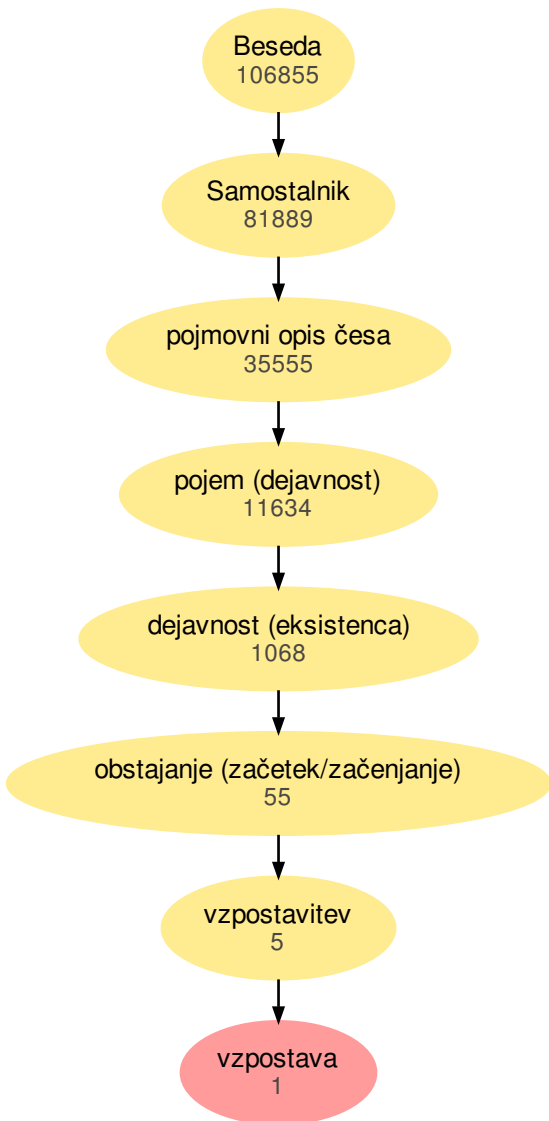 Beseda
106855
Samostalnik
81889
pojmovni opis česa
35555
pojem (dejavnost)
11634
dejavnost (eksistenca)
1068
obstajanje (začetek/začenjanje)
55
vzpostavitev
5
vzpostava
1